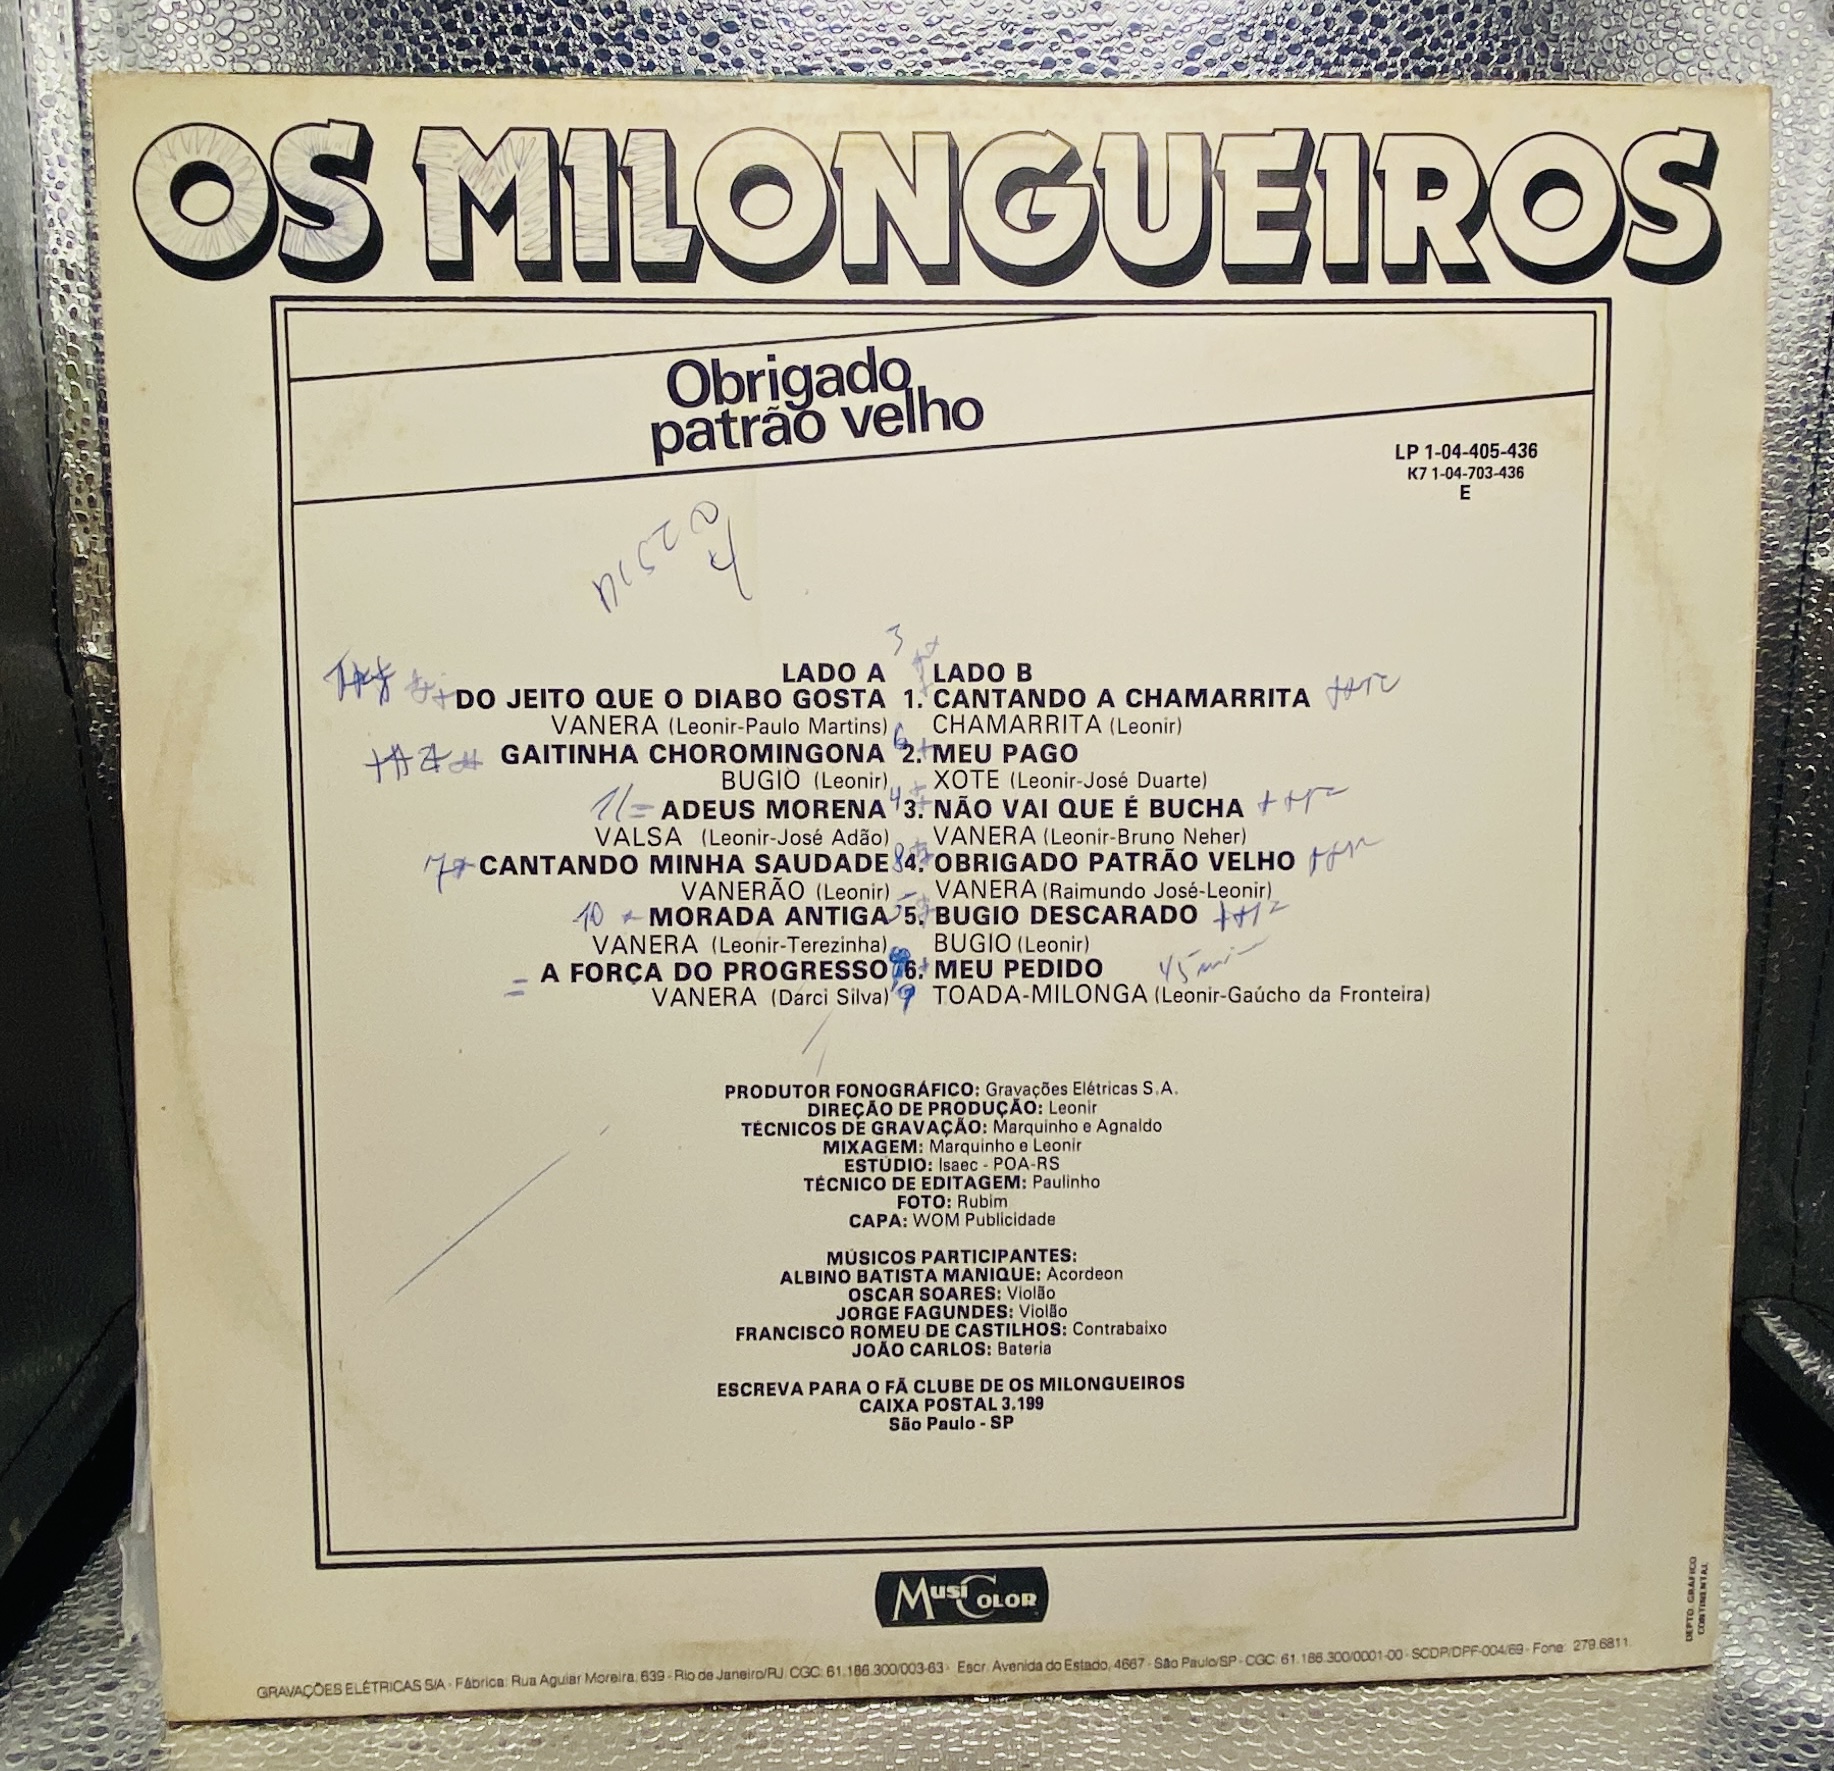 OS MILONGUEIROS
Obrigado
patrão velho
LP 1-04-405-436
K7 1-04-703-436
E
3
LADO A LADO B
DO JEITO QUE O DIABO GOSTA 1. CANTANDO A CHAMARRITA
VANERA (Leonir-Paulo Martins) CHAMARRITA (Leonir)
GAITINHA CHOROMINGONA 2. MEU PAGO
BUGIO (Leonir) XOTE (Leonir-José Duarte)
ADEUS MORENA 3. NÃO VAI QUE É BUCHA
VALSA (Leonir-José Adão) VANERA (Leonir-Bruno Neher)
7 CANTANDO MINHA SAUDADE 8 4. OBRIGADO PATRÃO VELHO
VANERÃO (Leonir) VANERA (Raimundo José-Leonir)
10 MORADA ANTIGA 5 5. BUGIO DESCARADO
VANERA (Leonir-Terezinha) BUGIO (Leonir)
A FORÇA DO PROGRESSO 6. MEU PEDIDO 45
VANERA (Darci Silva) 9 TOADA-MILONGA (Leonir-Gaúcho da Fronteira)
PRODUTOR FONOGRÁFICO: Gravações Elétricas S.A.
DIREÇÃO DE PRODUÇÃO: Leonir
TÉCNICOS DE GRAVAÇÃO: Marquinho e Agnaldo
MIXAGEM: Marquinho e Leonir
ESTÚDIO: Isaec - POA-RS
TÉCNICO DE EDITAGEM: Paulinho
FOTO: Rubim
CAPA: WOM Publicidade
MÚSICOS PARTICIPANTES:
ALBINO BATISTA MANIQUE: Acordeon
OSCAR SOARES: Violão
JORGE FAGUNDES: Violão
FRANCISCO ROMEU DE CASTILHOS: Contrabaixo
JOÃO CARLOS: Bateria
ESCREVA PARA O FÃ CLUBE DE OS MILONGUEIROS
CAIXA POSTAL 3.199
São Paulo - SP
MUSICOLOR
DEPTO. GRÁFICO
CONTINENTAL
GRAVAÇÕES ELÉTRICAS S/A - Fábrica: Rua Aguiar Moreira, 639 - Rio de Janeiro/RJ CGC: 61.186.300/003-63 - Escr. Avenida do Estado, 4667 - São Paulo/SP - CGC 61.186.300/0001-00 - SCDP/DPF-004/69 - Fone: 279.6811